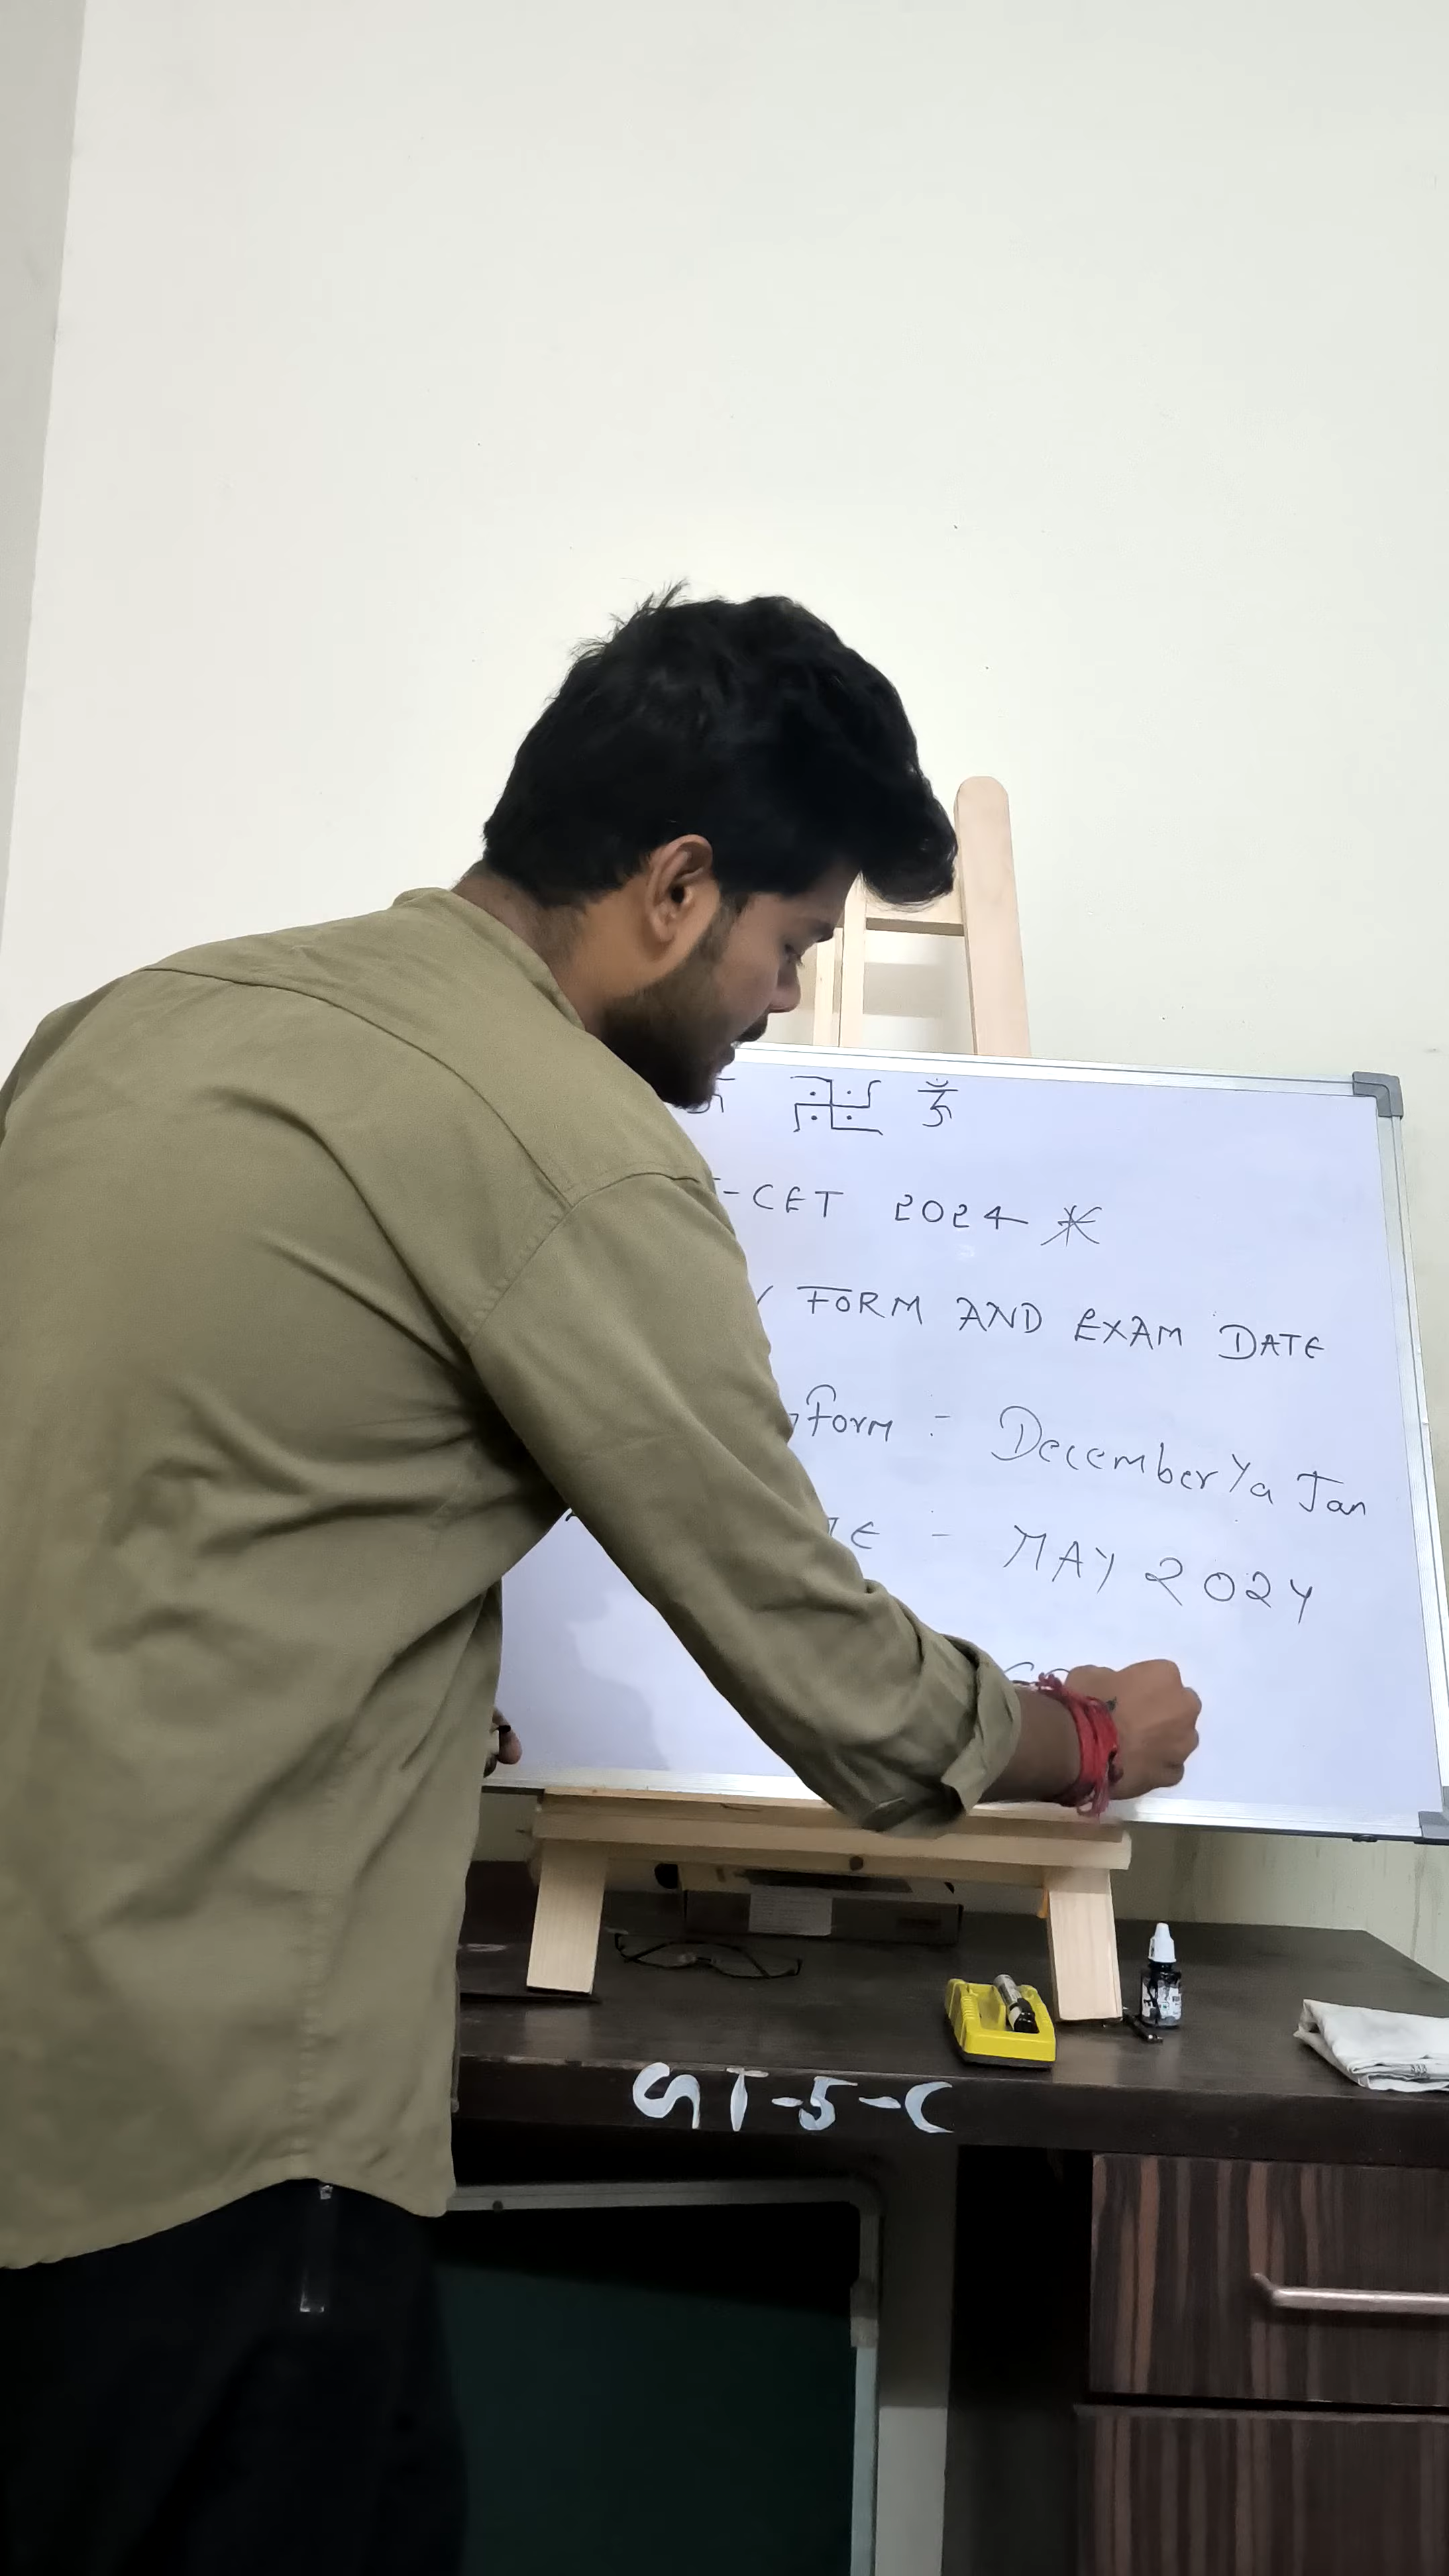 ॐ
-CET 2024
FORM AND EXAM DATE
Form : December Ya Jan
- MAY 2024
GT-5-C